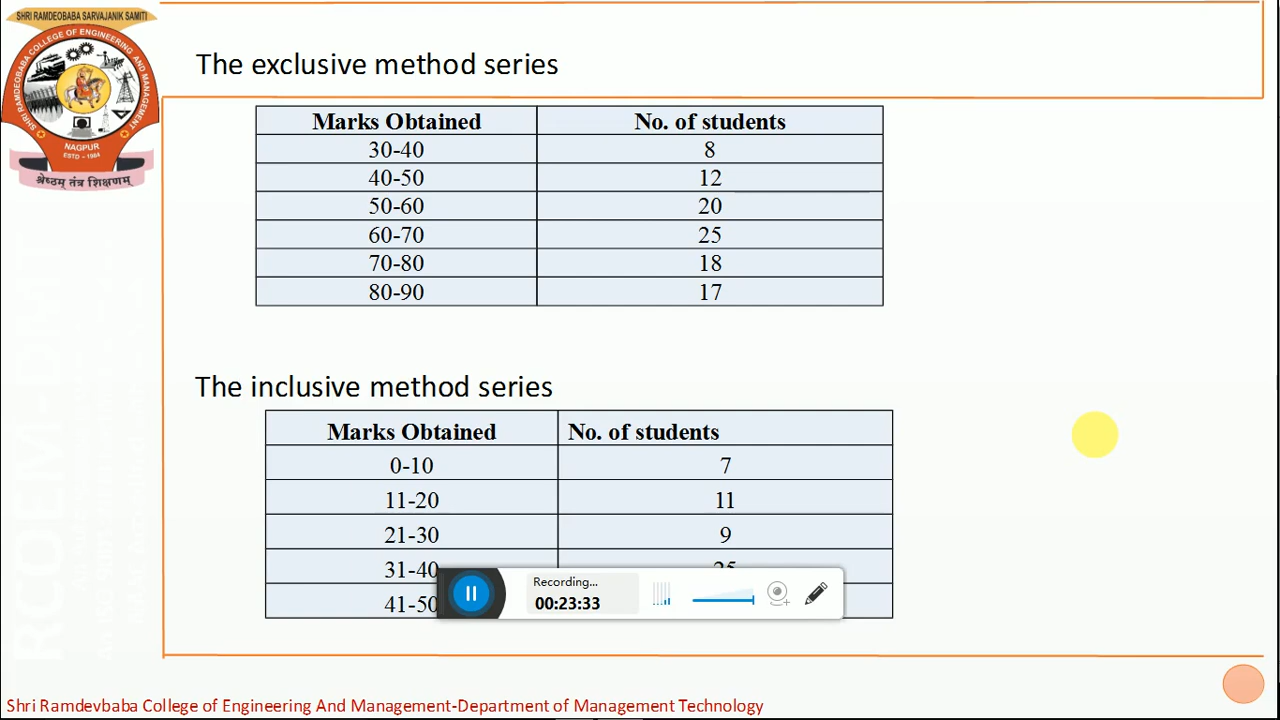 SHRI RAMDEOBABA SARVAJANIK SAMITI
SHRI RAMDEOBABA COLLEGE OF ENGINEERING AND MANAGEMENT,
NAGPUR
ESTD - 1984
श्रेष्ठम् तंत्र शिक्षणम्
The exclusive method series
Marks Obtained No. of students
30-40 8
40-50 12
50-60 20
60-70 25
70-80 18
80-90 17
The inclusive method series
Marks Obtained No. of students
0-10 7
11-20 11
21-30 9
31-40 25
41-50
Recording...
00:23:33
RCOEM-DMT
Shri Ramdevbaba College of Engineering And Management-Department of Management Technology